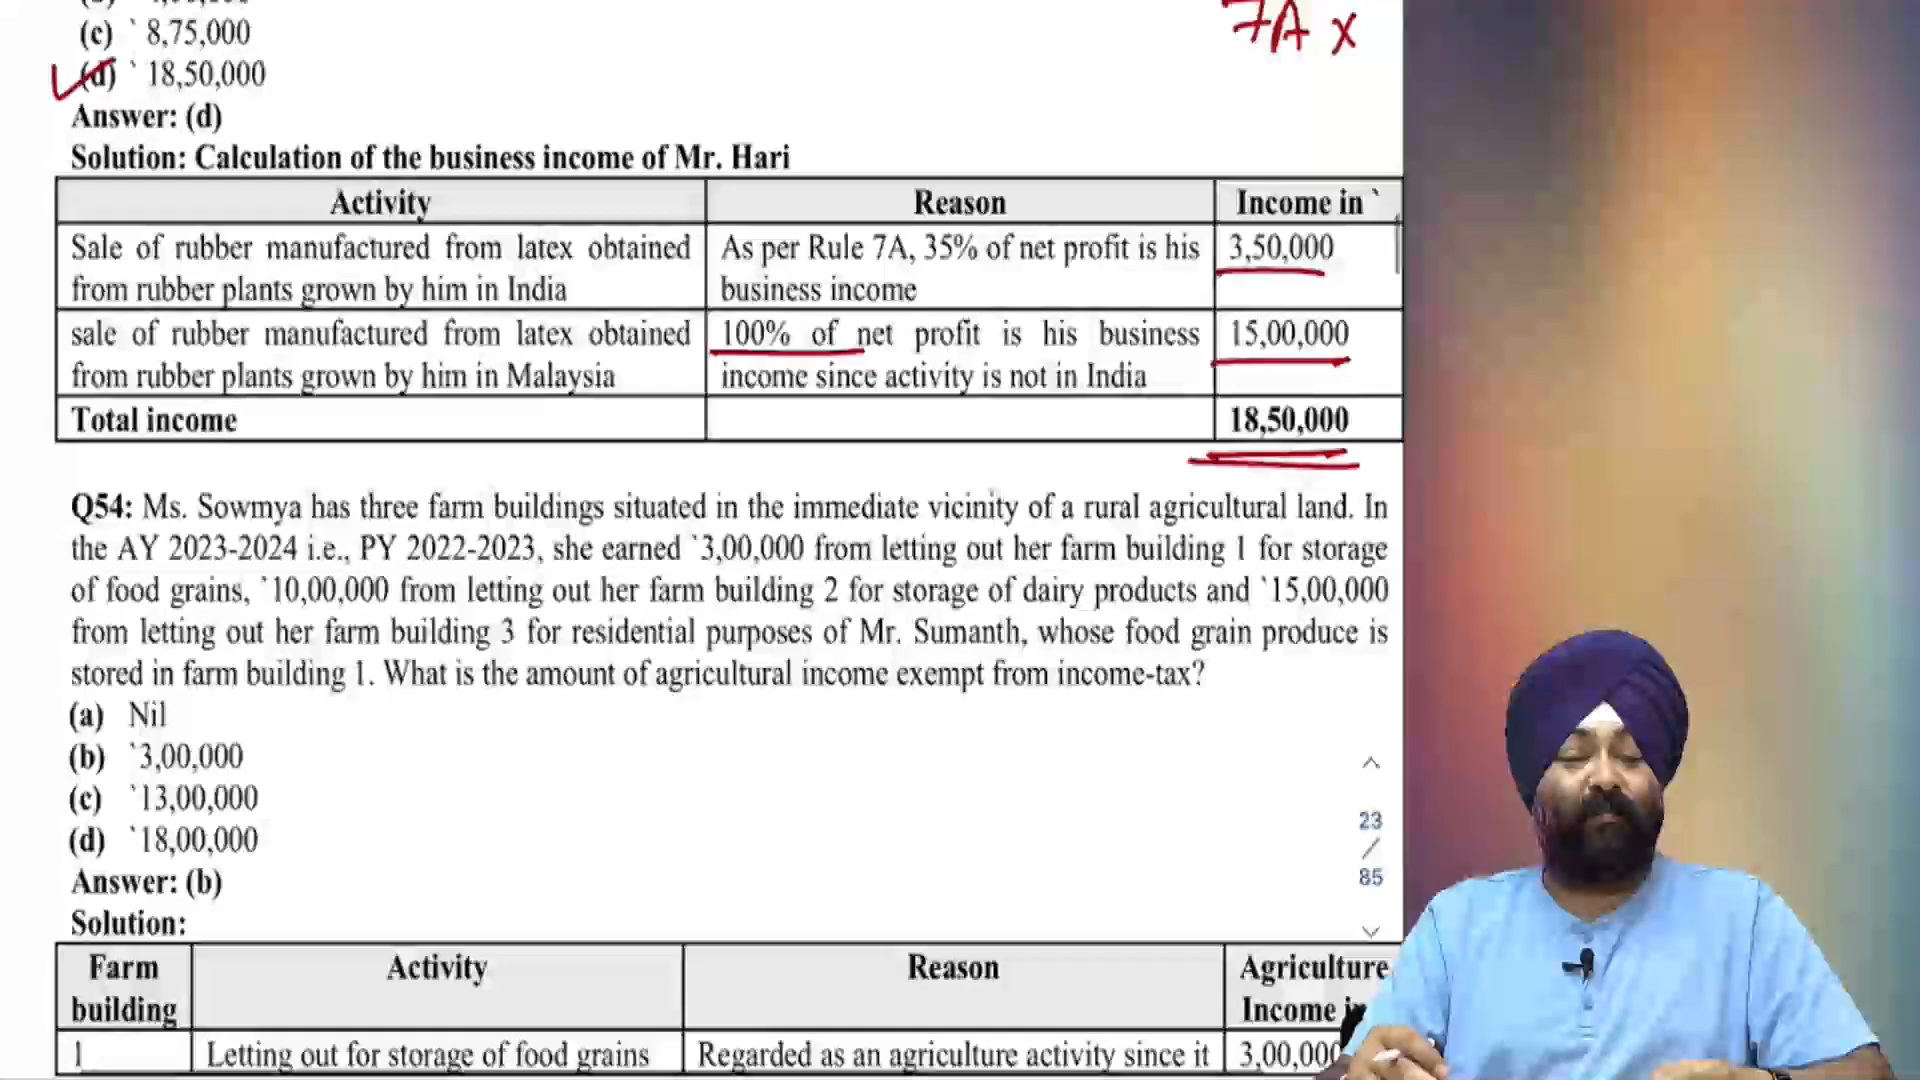 (c) ` 8,75,000
7A x
(d) ` 18,50,000
Answer: (d)
Solution: Calculation of the business income of Mr. Hari
Activity Reason Income in `
Sale of rubber manufactured from latex obtained from rubber plants grown by him in India
As per Rule 7A, 35% of net profit is his business income
3,50,000
sale of rubber manufactured from latex obtained from rubber plants grown by him in Malaysia
100% of net profit is his business income since activity is not in India
15,00,000
Total income 18,50,000
Q54: Ms. Sowmya has three farm buildings situated in the immediate vicinity of a rural agricultural land. In
the AY 2023-2024 i.e., PY 2022-2023, she earned `3,00,000 from letting out her farm building 1 for storage
of food grains, `10,00,000 from letting out her farm building 2 for storage of dairy products and `15,00,000
from letting out her farm building 3 for residential purposes of Mr. Sumanth, whose food grain produce is
stored in farm building 1. What is the amount of agricultural income exempt from income-tax?
(a) Nil
(b) `3,00,000
(c) `13,00,000
(d) `18,00,000
23
/
85
Answer: (b)
Solution:
Farm building
Activity
Reason
Agriculture Income
1 Letting out for storage of food grains Regarded as an agriculture activity since it 3,00,000